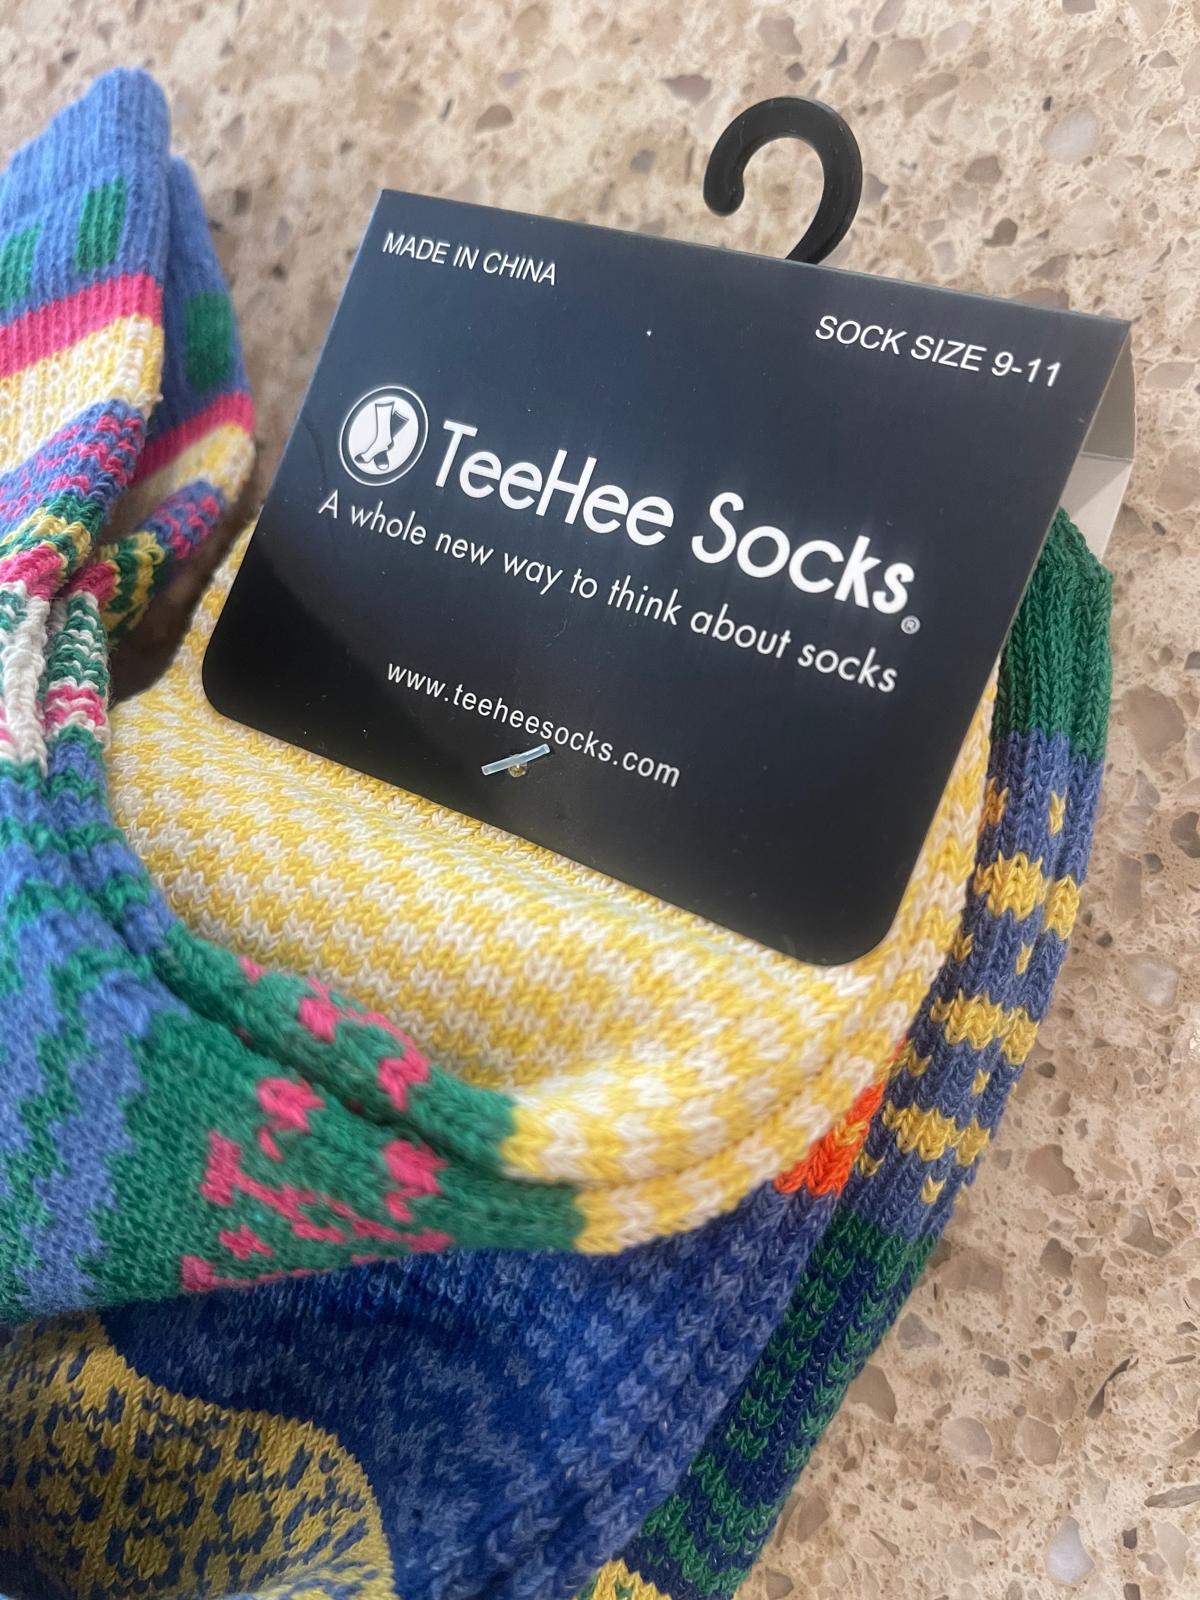 MADE IN CHINA
SOCK SIZE 9-11
TeeHee Socks®
A whole new way to think about socks
www.teeheesocks.com